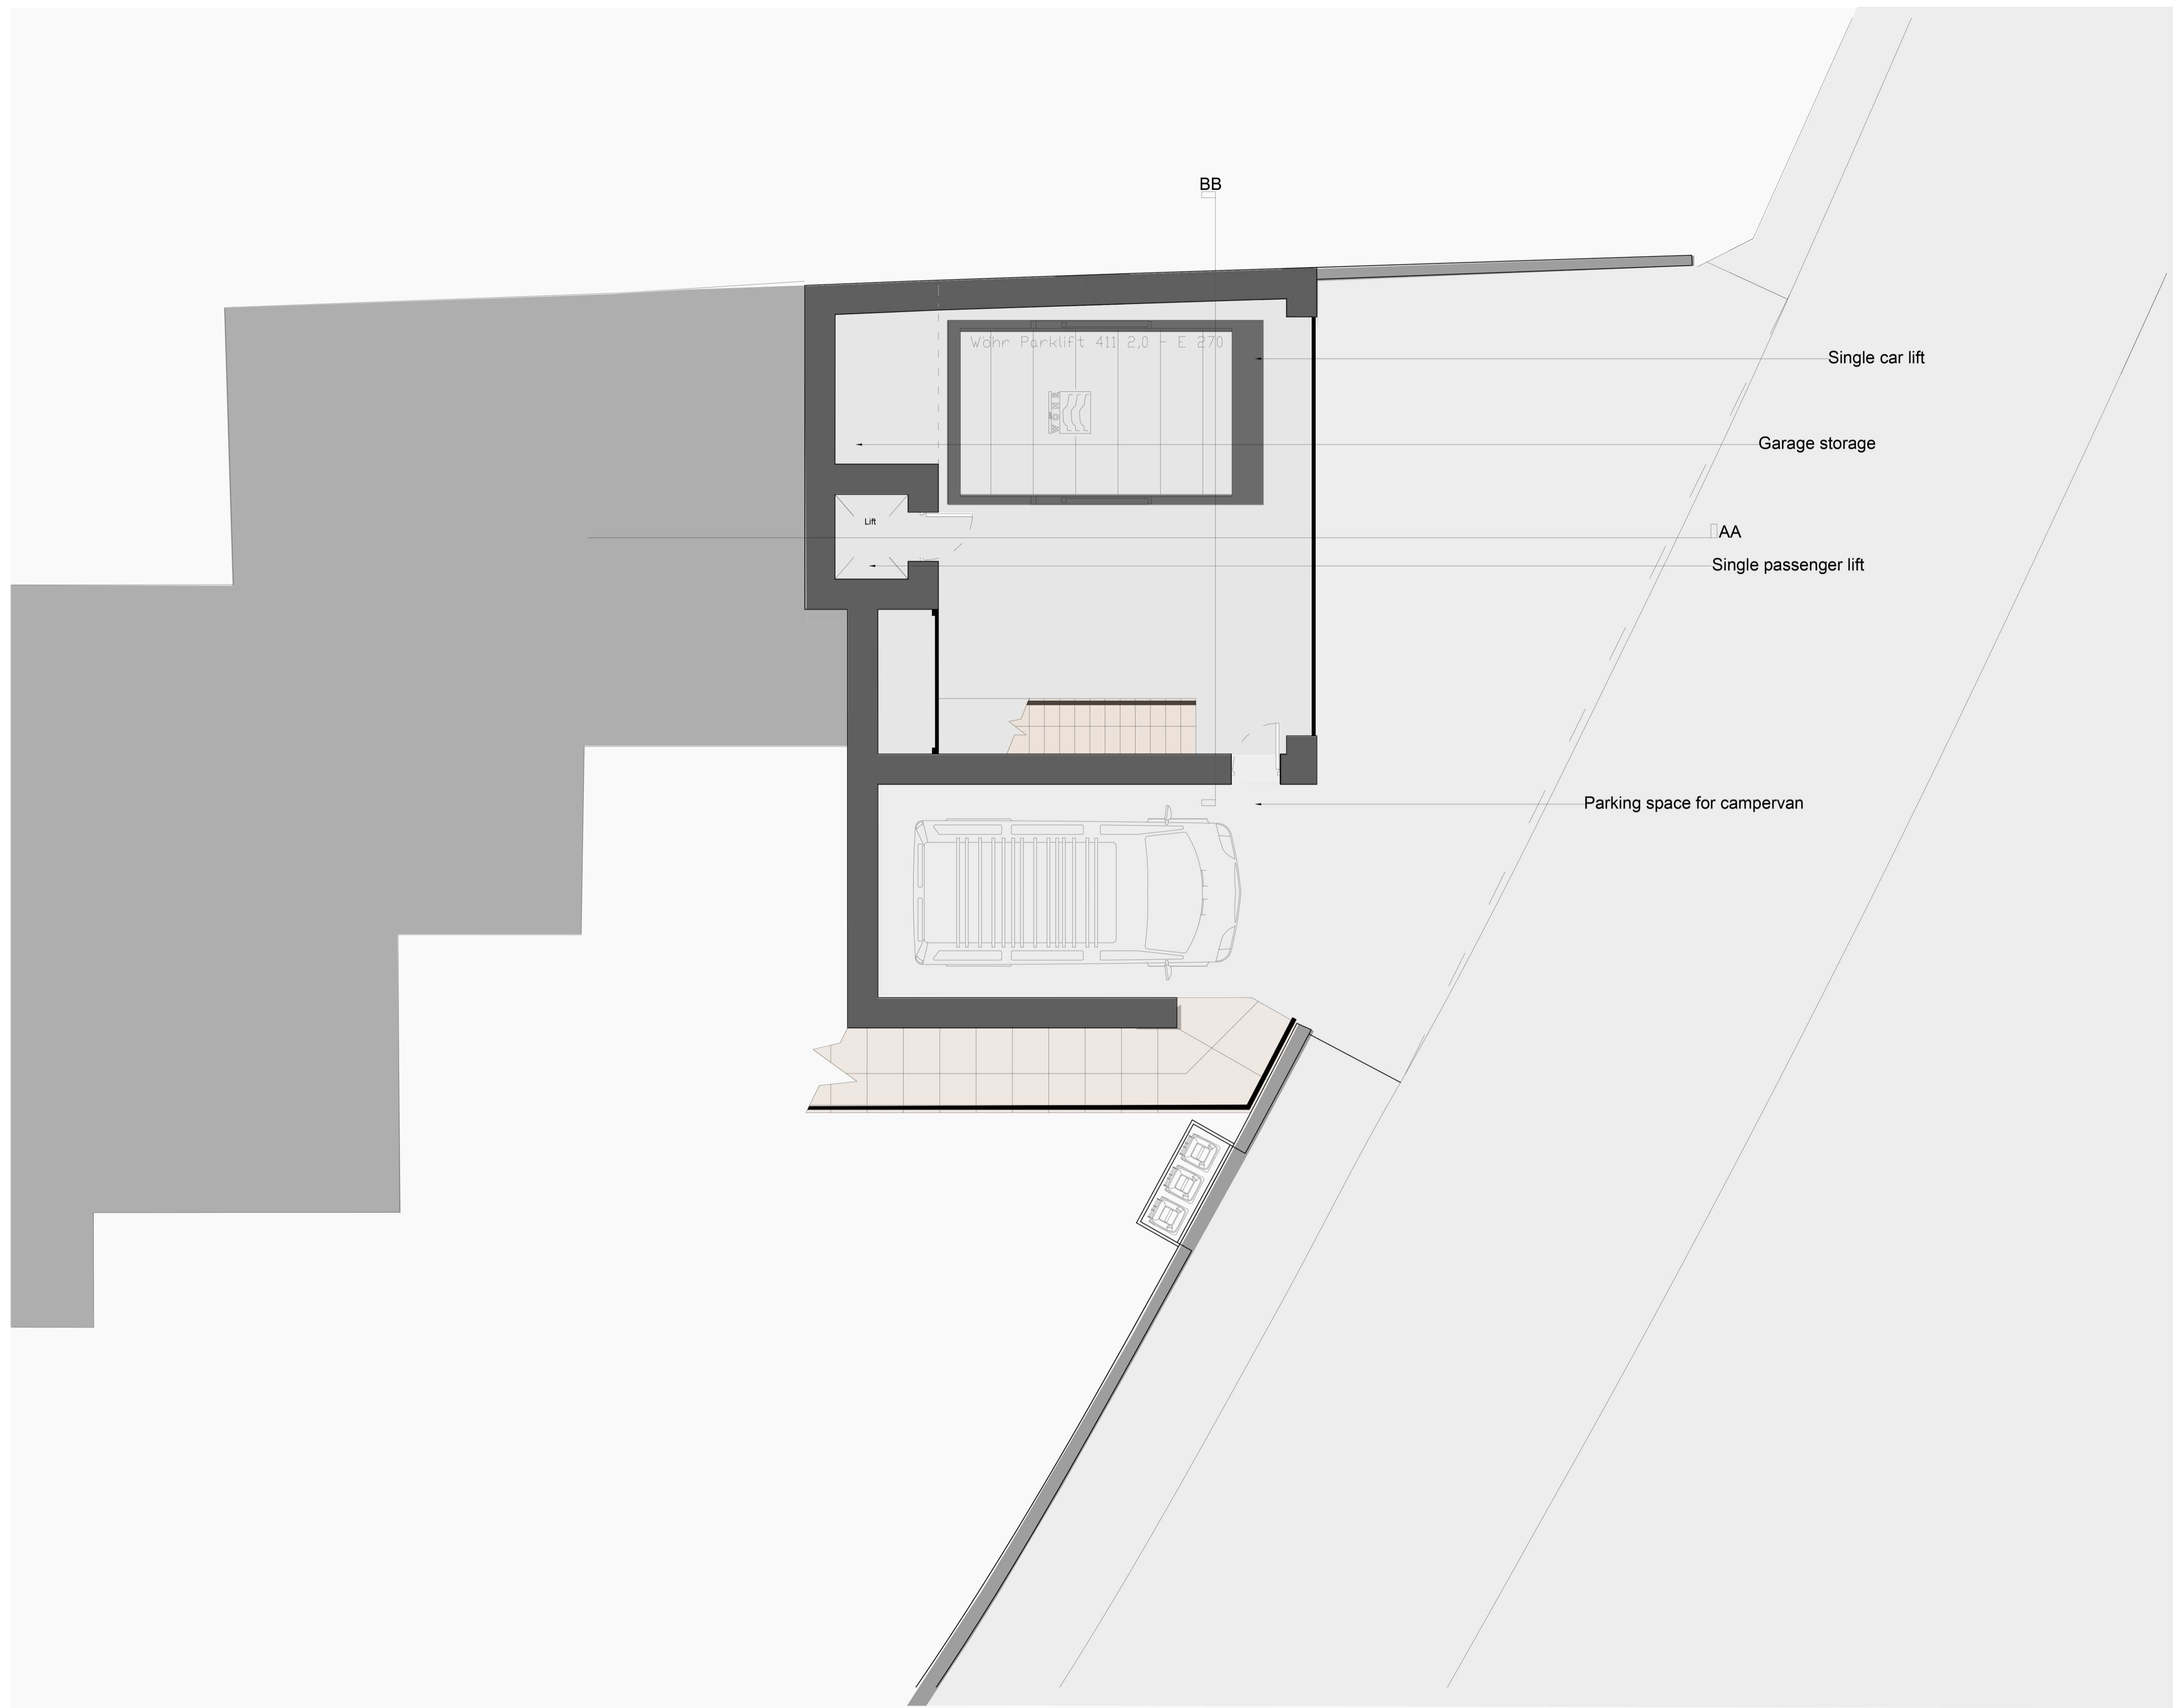 BB
Wöhr Parklift 411 2,0 - E 270
Single car lift
Garage storage
Lift
AA
Single passenger lift
Parking space for campervan